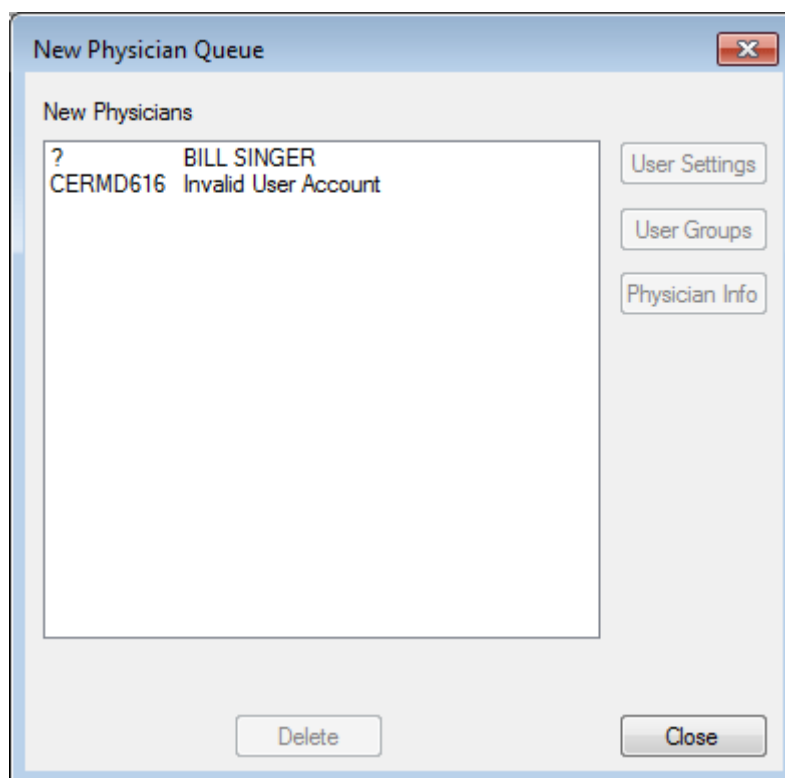 New Physician Queue
New Physicians
? BILL SINGER
CERMD616 Invalid User Account
User Settings
User Groups
Physician Info
Delete
Close